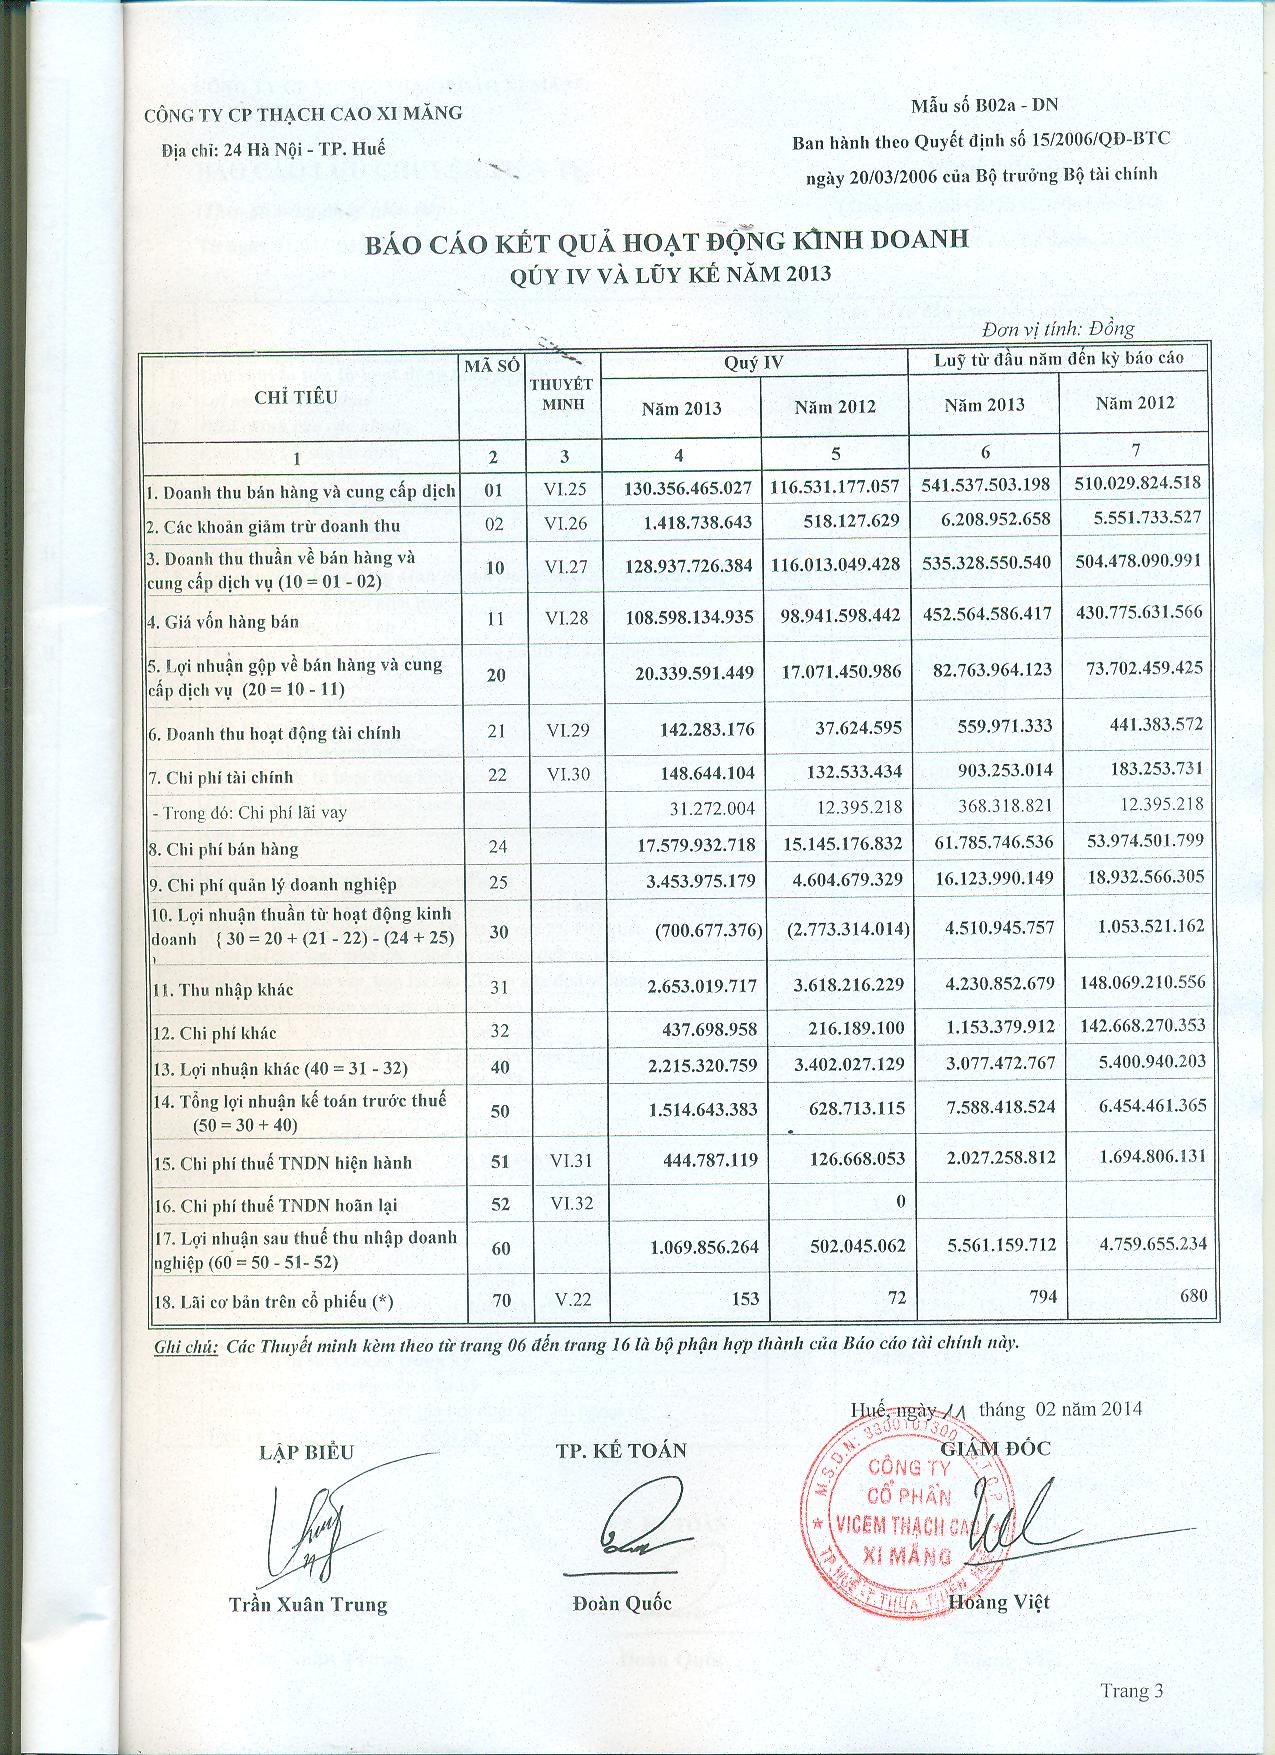 CÔNG TY CP THẠCH CAO XI MĂNG
Địa chỉ: 24 Hà Nội - TP. Huế
Mẫu số B02a - DN
Ban hành theo Quyết định số 15/2006/QĐ-BTC
ngày 20/03/2006 của Bộ trưởng Bộ tài chính
BÁO CÁO KẾT QUẢ HOẠT ĐỘNG KINH DOANH
QÚY IV VÀ LŨY KẾ NĂM 2013
Đơn vị tính: Đồng
CHỈ TIÊU MÃ SỐ THUYẾT MINH Quý IV Luỹ từ đầu năm đến kỳ báo cáo
Năm 2013 Năm 2012 Năm 2013 Năm 2012
1 2 3 4 5 6 7
1. Doanh thu bán hàng và cung cấp dịch 01 VI.25 130.356.465.027 116.531.177.057 541.537.503.198 510.029.824.518
2. Các khoản giảm trừ doanh thu 02 VI.26 1.418.738.643 518.127.629 6.208.952.658 5.551.733.527
3. Doanh thu thuần về bán hàng và
cung cấp dịch vụ (10 = 01 - 02) 10 VI.27 128.937.726.384 116.013.049.428 535.328.550.540 504.478.090.991
4. Giá vốn hàng bán 11 VI.28 108.598.134.935 98.941.598.442 452.564.586.417 430.775.631.566
5. Lợi nhuận gộp về bán hàng và cung
cấp dịch vụ (20 = 10 - 11) 20 20.339.591.449 17.071.450.986 82.763.964.123 73.702.459.425
6. Doanh thu hoạt động tài chính 21 VI.29 142.283.176 37.624.595 559.971.333 441.383.572
7. Chi phí tài chính 22 VI.30 148.644.104 132.533.434 903.253.014 183.253.731
- Trong đó: Chi phí lãi vay 31.272.004 12.395.218 368.318.821 12.395.218
8. Chi phí bán hàng 24 17.579.932.718 15.145.176.832 61.785.746.536 53.974.501.799
9. Chi phí quản lý doanh nghiệp 25 3.453.975.179 4.604.679.329 16.123.990.149 18.932.566.305
10. Lợi nhuận thuần từ hoạt động kinh
doanh { 30 = 20 + (21 - 22) - (24 + 25) 30 (700.677.376) (2.773.314.014) 4.510.945.757 1.053.521.162
11. Thu nhập khác 31 2.653.019.717 3.618.216.229 4.230.852.679 148.069.210.556
12. Chi phí khác 32 437.698.958 216.189.100 1.153.379.912 142.668.270.353
13. Lợi nhuận khác (40 = 31 - 32) 40 2.215.320.759 3.402.027.129 3.077.472.767 5.400.940.203
14. Tổng lợi nhuận kế toán trước thuế
(50 = 30 + 40) 50 1.514.643.383 628.713.115 7.588.418.524 6.454.461.365
15. Chi phí thuế TNDN hiện hành 51 VI.31 444.787.119 126.668.053 2.027.258.812 1.694.806.131
16. Chi phí thuế TNDN hoãn lại 52 VI.32 0
17. Lợi nhuận sau thuế thu nhập doanh
nghiệp (60 = 50 - 51- 52) 60 1.069.856.264 502.045.062 5.561.159.712 4.759.655.234
18. Lãi cơ bản trên cổ phiếu (*) 70 V.22 153 72 794 680
Ghi chú: Các Thuyết minh kèm theo từ trang 06 đến trang 16 là bộ phận hợp thành của Báo cáo tài chính này.
Huế, ngày 11 tháng 02 năm 2014
LẬP BIỂU TP. KẾ TOÁN GIÁM ĐỐC
M.S.D.N: 3300101300
CÔNG TY
CỔ PHẦN
VICEM THẠCH CAO
XI MĂNG
Trần Xuân Trung Đoàn Quốc Hoàng Việt
Trang 3